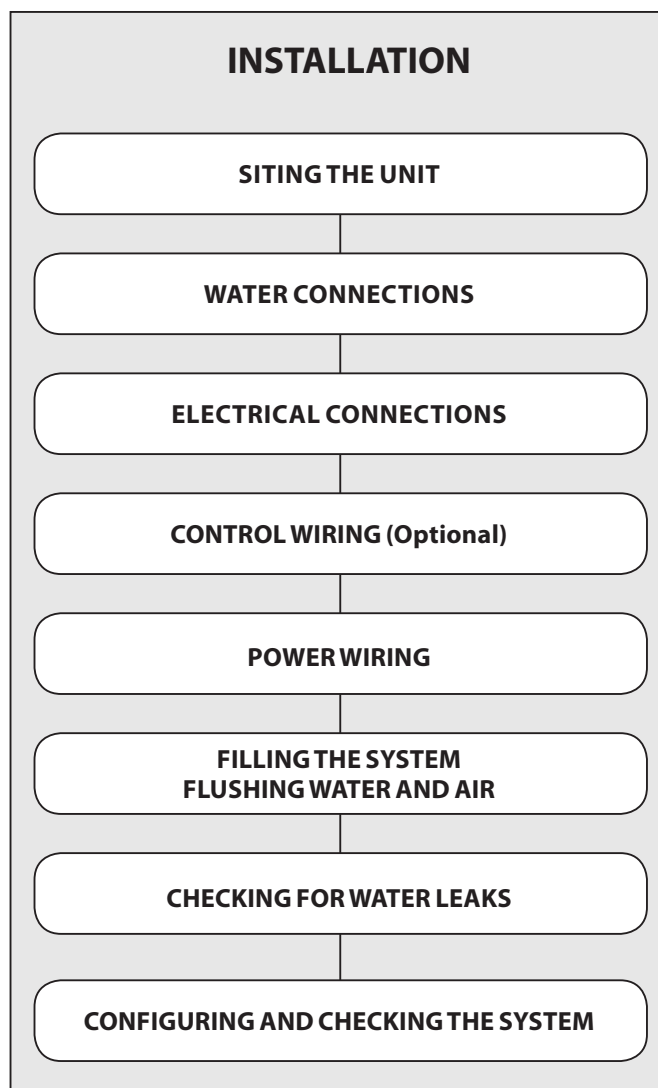 INSTALLATION
SITING THE UNIT
WATER CONNECTIONS
ELECTRICAL CONNECTIONS
CONTROL WIRING (Optional)
POWER WIRING
FILLING THE SYSTEM
FLUSHING WATER AND AIR
CHECKING FOR WATER LEAKS
CONFIGURING AND CHECKING THE SYSTEM